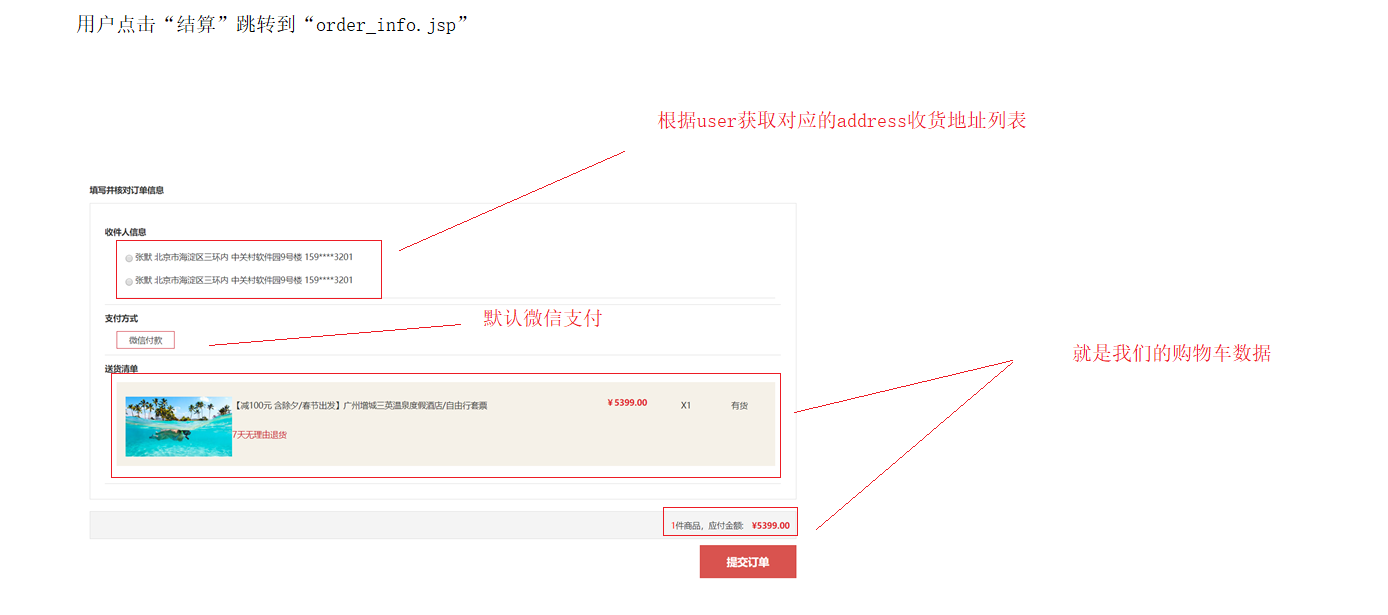 用户点击“结算”跳转到“order_info.jsp”
根据user获取对应的address收货地址列表
填写并核对订单信息
收件人信息
张默 北京市海淀区三环内 中关村软件园9号楼 159****3201
张默 北京市海淀区三环内 中关村软件园9号楼 159****3201
支付方式
默认微信支付
微信付款
就是我们的购物车数据
送货清单
【减100元 含除夕/春节出发】广州增城三英温泉度假酒店/自由行套票 ¥5399.00 X1 有货
7天无理由退货
1件商品，应付金额: ¥5399.00
提交订单